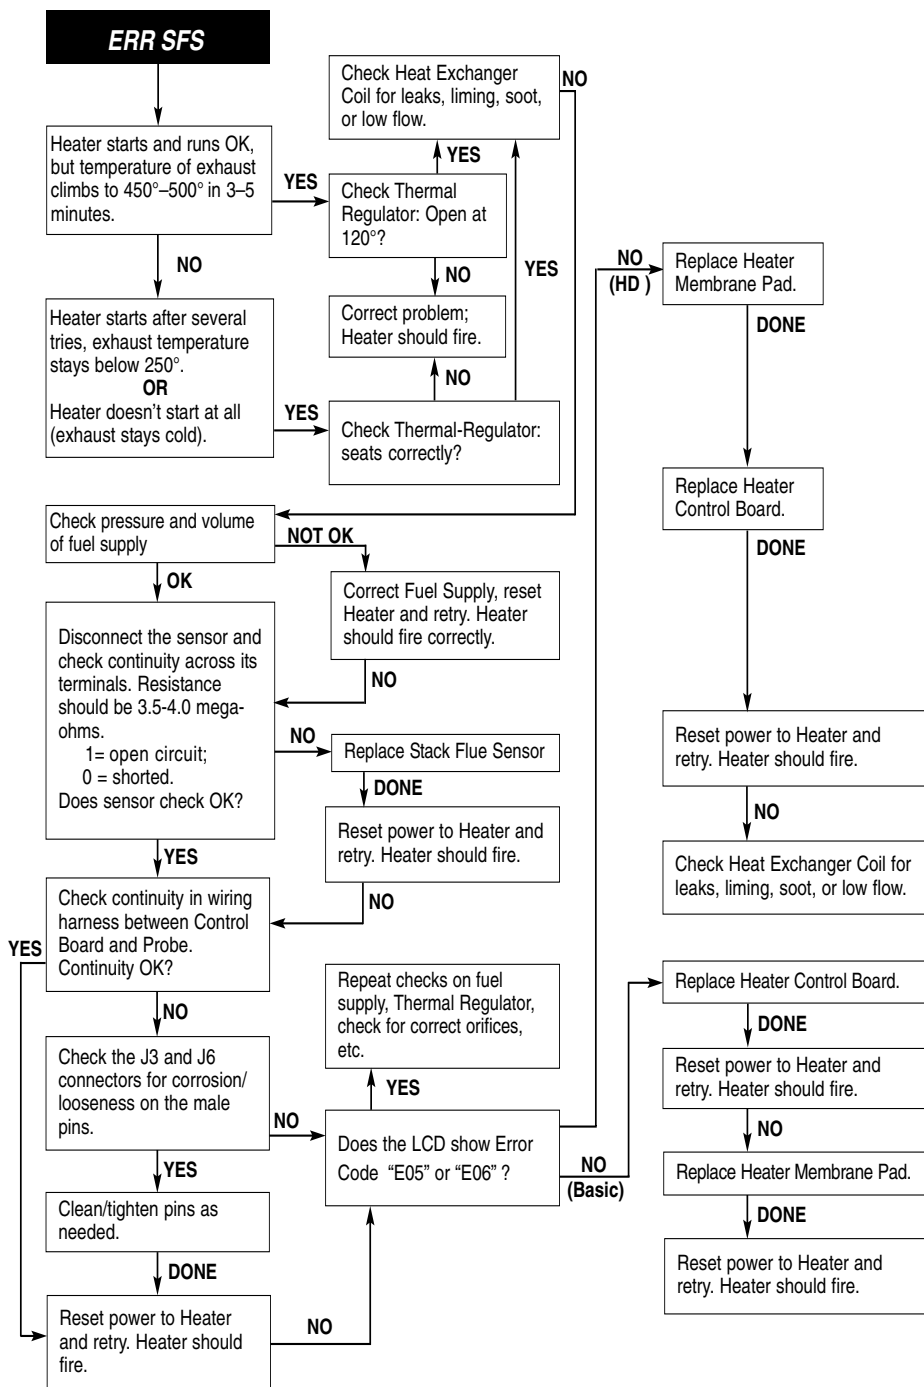 ERR SFS
Heater starts and runs OK,
but temperature of exhaust
climbs to 450°–500° in 3–5
minutes.
YES
NO
Check Heat Exchanger
Coil for leaks, liming, soot,
or low flow.
NO
YES
Check Thermal
Regulator: Open at
120°?
NO
YES
Correct problem;
Heater should fire.
NO
Heater starts after several
tries, exhaust temperature
stays below 250°.
OR
Heater doesn’t start at all
(exhaust stays cold).
YES
Check Thermal-Regulator:
seats correctly?
Check pressure and volume
of fuel supply
NOT OK
OK
Correct Fuel Supply, reset
Heater and retry. Heater
should fire correctly.
NO
Disconnect the sensor and
check continuity across its
terminals. Resistance
should be 3.5-4.0 mega-
ohms.
1= open circuit;
0 = shorted.
Does sensor check OK?
NO
YES
Replace Stack Flue Sensor
DONE
Reset power to Heater and
retry. Heater should fire.
NO
Check continuity in wiring
harness between Control
Board and Probe.
Continuity OK?
YES
NO
Check the J3 and J6
connectors for corrosion/
looseness on the male
pins.
NO
YES
Clean/tighten pins as
needed.
DONE
Reset power to Heater
and retry. Heater should
fire.
NO
Repeat checks on fuel
supply, Thermal Regulator,
check for correct orifices,
etc.
YES
Does the LCD show Error
Code “E05” or “E06” ?
NO
(HD )
NO
(Basic)
Replace Heater
Membrane Pad.
DONE
Replace Heater
Control Board.
DONE
Reset power to Heater and
retry. Heater should fire.
NO
Check Heat Exchanger Coil for
leaks, liming, soot, or low flow.
Replace Heater Control Board.
DONE
Reset power to Heater and
retry. Heater should fire.
NO
Replace Heater Membrane Pad.
DONE
Reset power to Heater and
retry. Heater should fire.